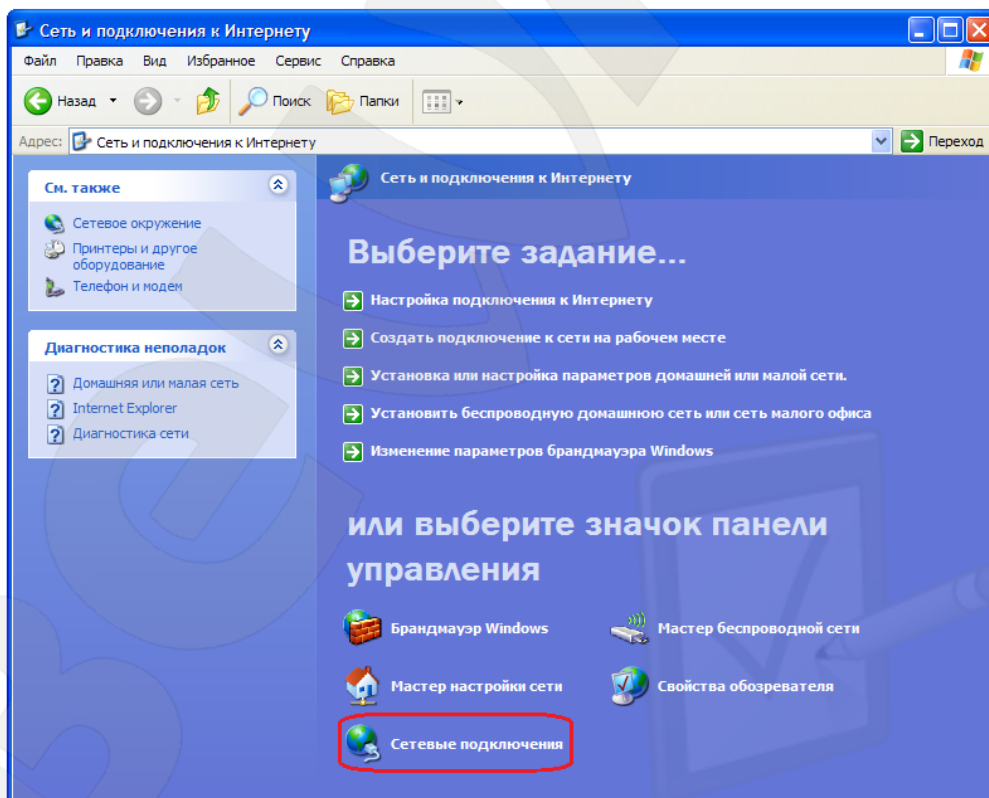 Сеть и подключения к Интернету
Файл Правка Вид Избранное Сервис Справка
Назад Поиск Папки
Адрес: Сеть и подключения к Интернету Переход
См. также
Сетевое окружение
Принтеры и другое
оборудование
Телефон и модем
Диагностика неполадок
Домашняя или малая сеть
Internet Explorer
Диагностика сети
Сеть и подключения к Интернету
Выберите задание...
Настройка подключения к Интернету
Создать подключение к сети на рабочем месте
Установка или настройка параметров домашней или малой сети.
Установить беспроводную домашнюю сеть или сеть малого офиса
Изменение параметров брандмауэра Windows
или выберите значок панели
управления
Брандмауэр Windows
Мастер беспроводной сети
Мастер настройки сети
Свойства обозревателя
Сетевые подключения